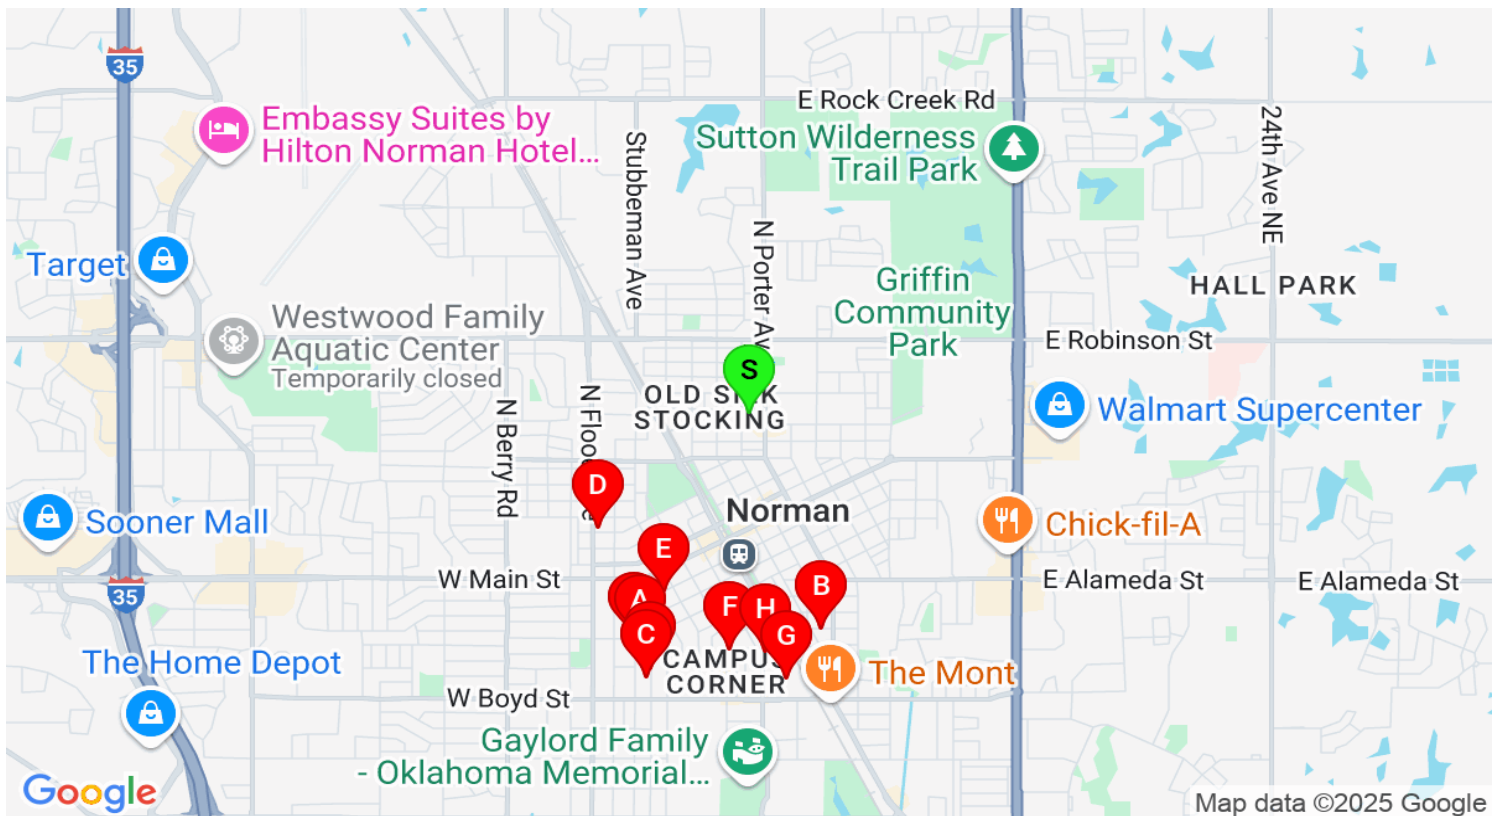 35
E Rock Creek Rd
Embassy Suites by
Hilton Norman Hotel...
Sutton Wilderness
Trail Park
Stubbeman Ave
24th Ave NE
N Porter Av
Target
Griffin
Community
Park
HALL PARK
Westwood Family
Aquatic Center
Temporarily closed
E Robinson St
S
OLD S K
STOCKING
N Berry Rd
N Floo e
Walmart Supercenter
D
Sooner Mall
Norman
Chick-fil-A
E
W Main St
E Alameda St
E Alameda St
35
A
F
H
B
C
G
CAMPUS
CORNER
The Mont
The Home Depot
W Boyd St
Gaylord Family
- Oklahoma Memorial...
Google
Map data ©2025 Google